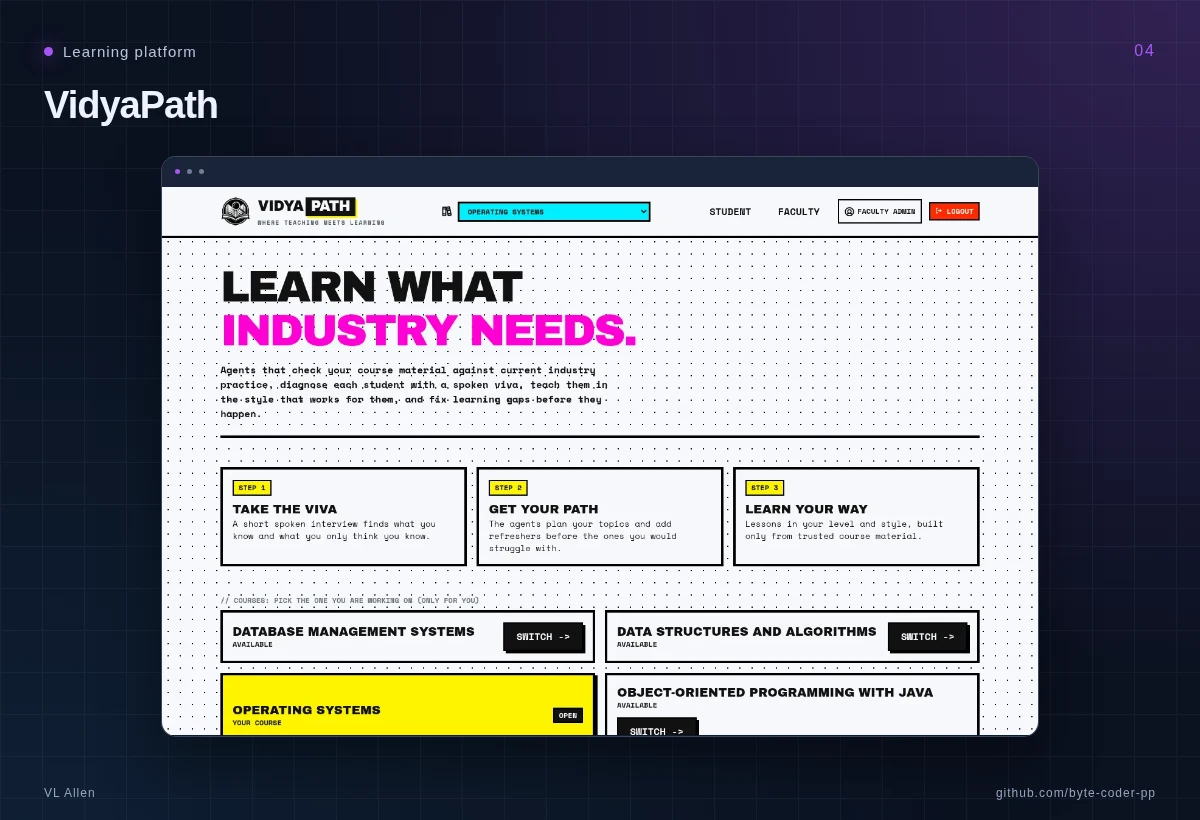 Learning platform
04
VidyaPath
VIDYA PATH
WHERE TEACHING MEETS LEARNING
OPERATING SYSTEMS
STUDENT
FACULTY
FACULTY ADMIN
LOGOUT
LEARN WHAT
INDUSTRY NEEDS.
Agents that check your course material against current industry
practice, diagnose each student with a spoken viva, teach them in
the style that works for them, and fix learning gaps before they
happen.
STEP 1
TAKE THE VIVA
A short spoken interview finds what you
know and what you only think you know.
STEP 2
GET YOUR PATH
The agents plan your topics and add
refreshers before the ones you would
struggle with.
STEP 3
LEARN YOUR WAY
Lessons in your level and style, built
only from trusted course material.
// COURSES: PICK THE ONE YOU ARE WORKING ON (ONLY FOR YOU)
DATABASE MANAGEMENT SYSTEMS
AVAILABLE
SWITCH ->
DATA STRUCTURES AND ALGORITHMS
AVAILABLE
SWITCH ->
OPERATING SYSTEMS
YOUR COURSE
OPEN
OBJECT-ORIENTED PROGRAMMING WITH JAVA
AVAILABLE
SWITCH ->
VL Allen
github.com/byte-coder-pp